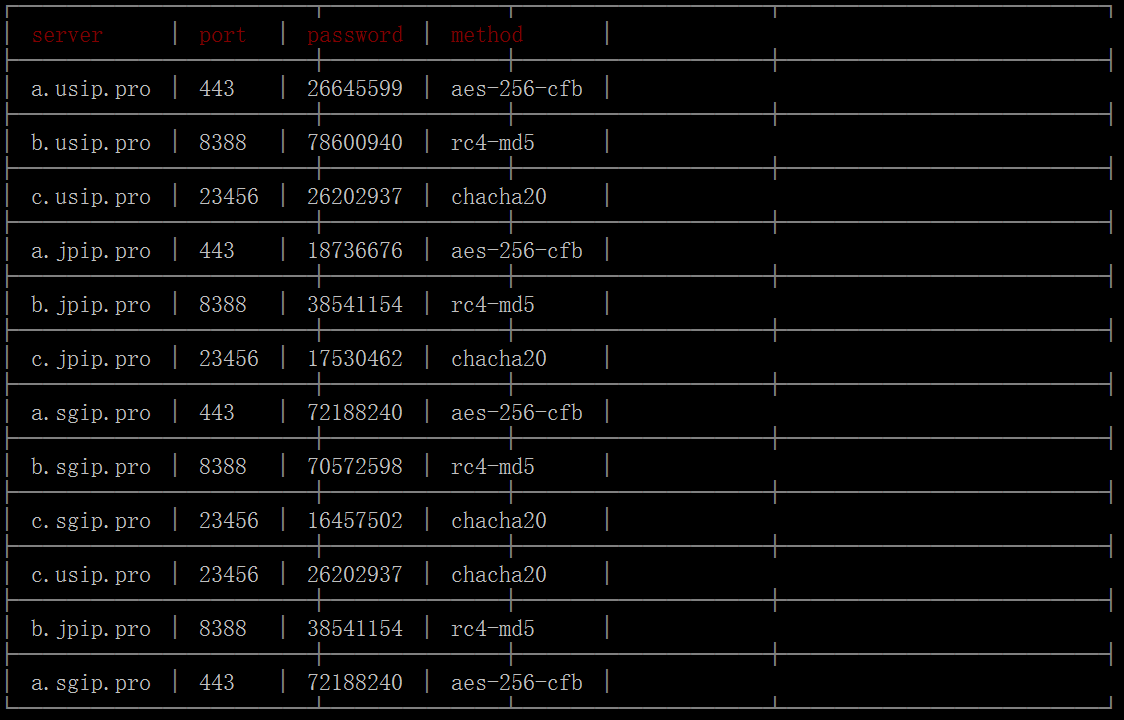 server | port | password | method |
a.usip.pro | 443 | 26645599 | aes-256-cfb |
b.usip.pro | 8388 | 78600940 | rc4-md5 |
c.usip.pro | 23456 | 26202937 | chacha20 |
a.jpip.pro | 443 | 18736676 | aes-256-cfb |
b.jpip.pro | 8388 | 38541154 | rc4-md5 |
c.jpip.pro | 23456 | 17530462 | chacha20 |
a.sgip.pro | 443 | 72188240 | aes-256-cfb |
b.sgip.pro | 8388 | 70572598 | rc4-md5 |
c.sgip.pro | 23456 | 16457502 | chacha20 |
c.usip.pro | 23456 | 26202937 | chacha20 |
b.jpip.pro | 8388 | 38541154 | rc4-md5 |
a.sgip.pro | 443 | 72188240 | aes-256-cfb |